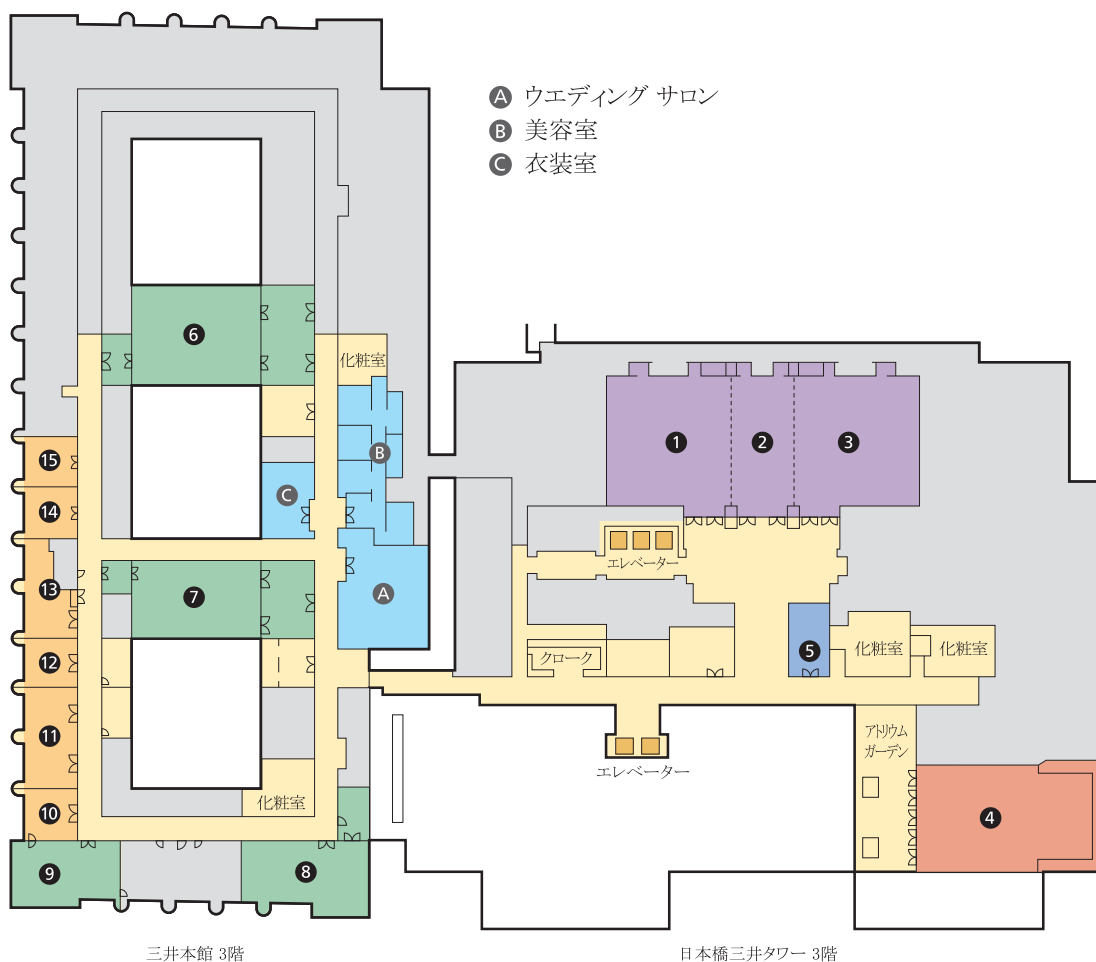 A ウエディング サロン
B 美容室
C 衣装室
6
化粧室
15
B
1
2
3
14
C
エレベーター
13
7
A
12
クローク
5
化粧室
化粧室
11
アトリウム
ガーデン
エレベーター
10
化粧室
4
9
8
三井本館 3階
日本橋三井タワー 3階